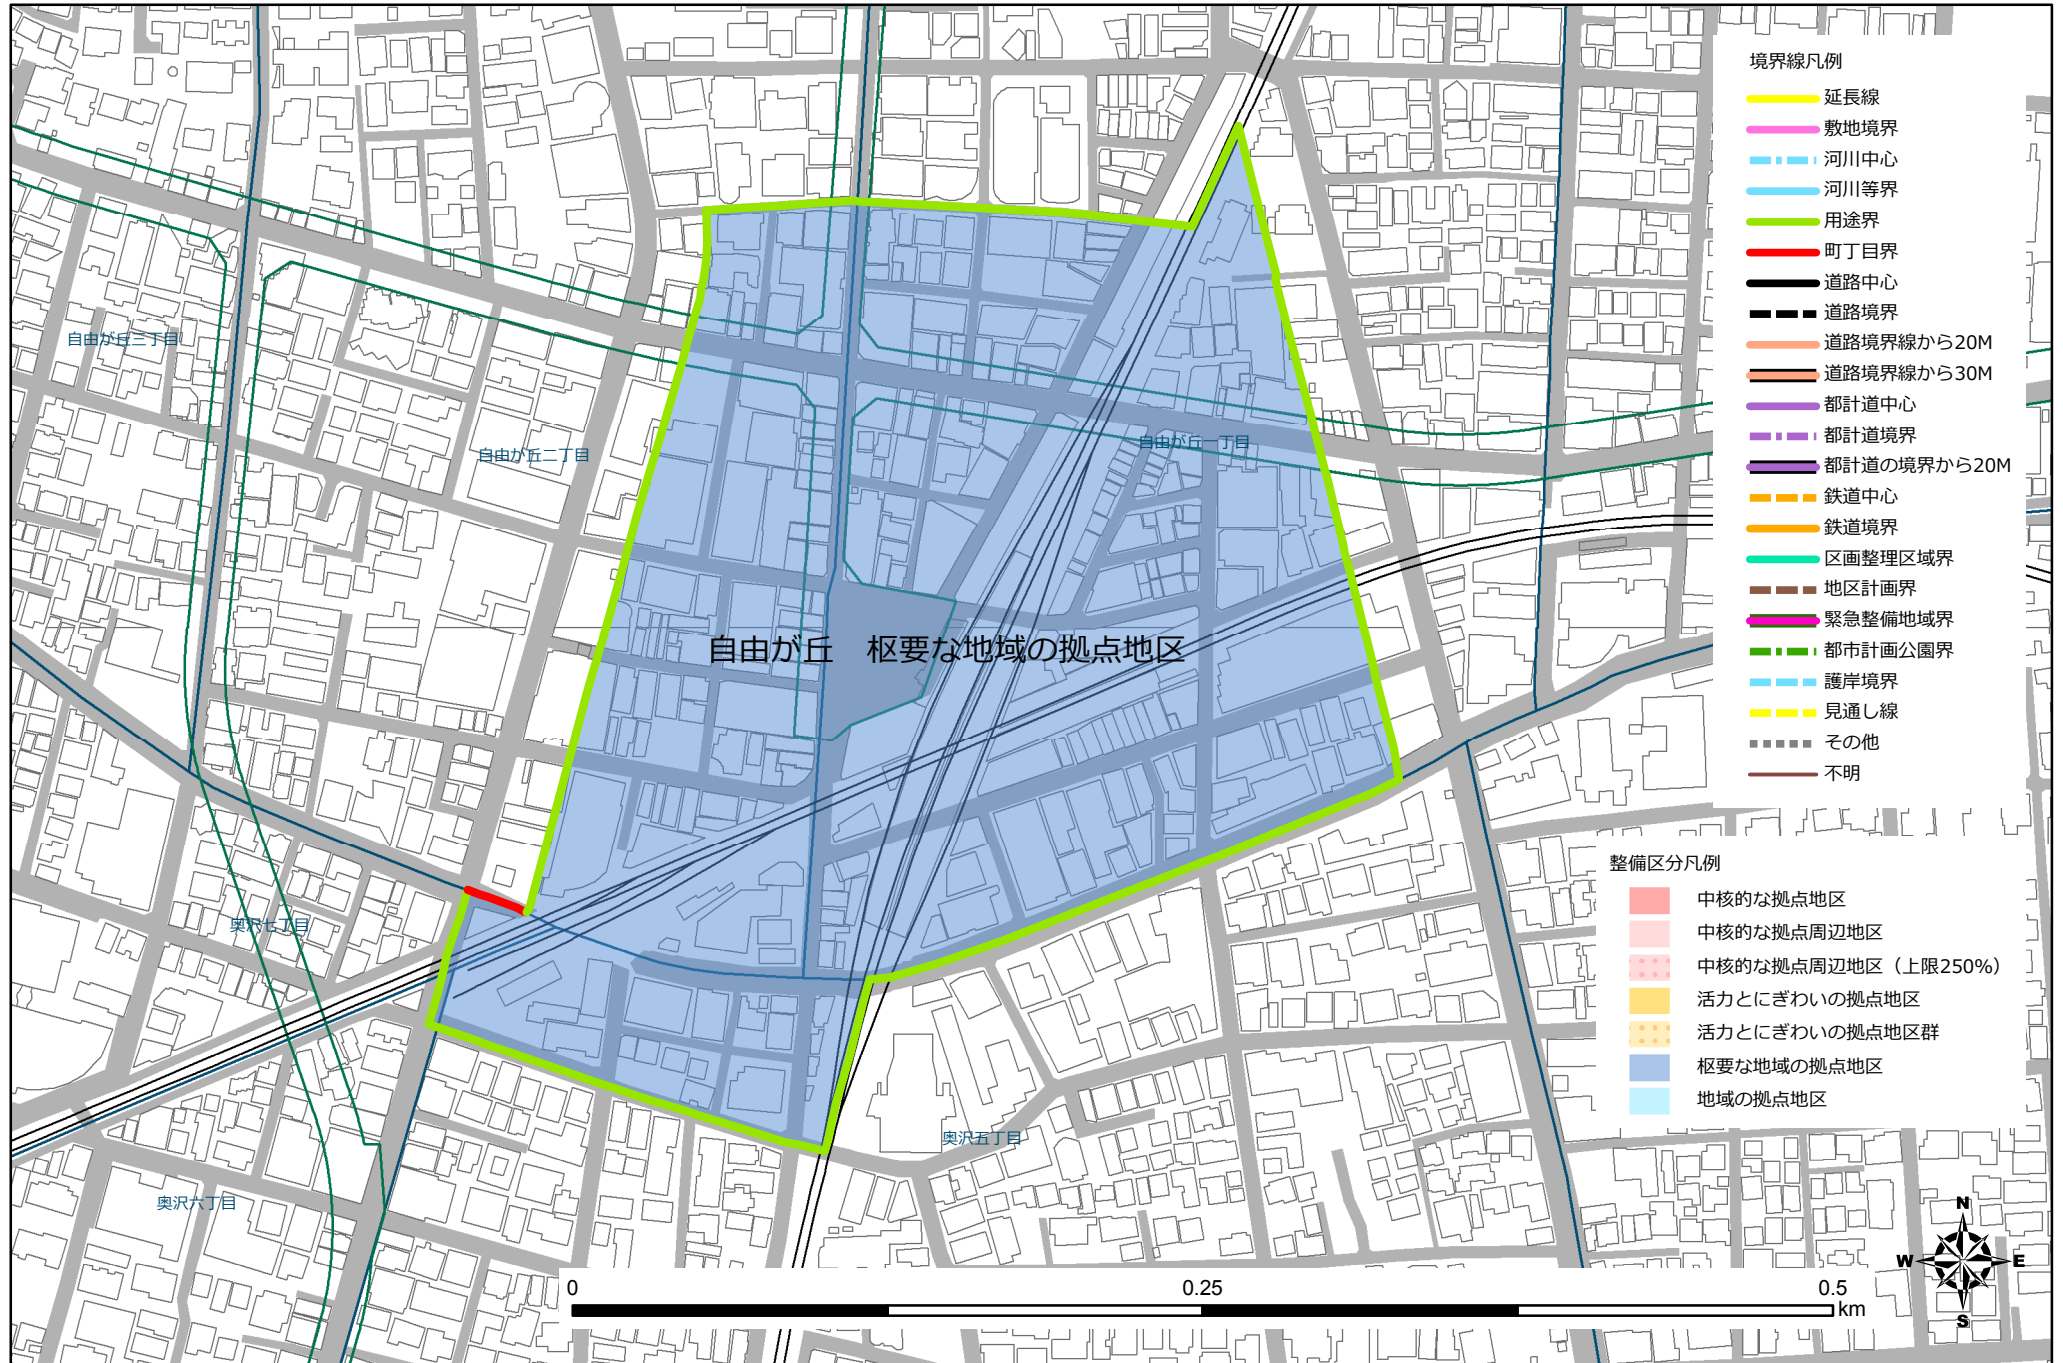 境界線凡例
延長線
敷地境界
河川中心
河川等界
用途界
町丁目界
道路中心
道路境界
道路境界線から20M
道路境界線から30M
都計道中心
都計道境界
都計道の境界から20M
鉄道中心
鉄道境界
区画整理区域界
地区計画界
緊急整備地域界
都市計画公園界
護岸境界
見通し線
その他
不明
自由が丘三丁目
自由が丘二丁目
自由が丘一丁目
自由が丘　枢要な地域の拠点地区
整備区分凡例
中核的な拠点地区
中核的な拠点周辺地区
中核的な拠点周辺地区（上限250%）
活力とにぎわいの拠点地区
活力とにぎわいの拠点地区群
枢要な地域の拠点地区
地域の拠点地区
奥沢七丁目
奥沢五丁目
奥沢六丁目
N
W E
S
0 0.25 0.5
km